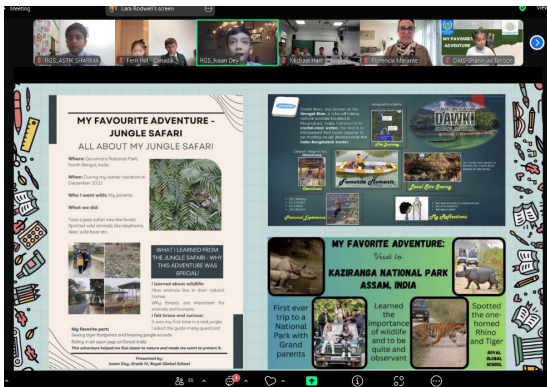 Meeting
Lara Rodwell's screen
View
RGS_ASTIK SHARMA
Fern Hill - Canada
RGS_Ivaan Dey
Michael Ham
Florencia Marante
MY FAVOURITE
ADVENTURE
DAIS-Shanayaa Tandon
MY FAVOURITE ADVENTURE -
JUNGLE SAFARI
ALL ABOUT MY JUNGLE SAFARI
Where: Gorumara National Park,
North Bengal, India
When: During my winter vacation in
December 2022
Who I went with: My parents
What we did:
Took a jeep safari into the forest
Spotted wild animals like elephants,
deer, wild boar etc.
WHAT I LEARNED FROM
THE JUNGLE SAFARI - WHY
THIS ADVENTURE WAS
SPECIAL!
I learned about wildlife:
How animals live in their natural
homes
Why forests are important for
animals and humans
I felt brave and curious:
It was my first time in a real jungle
I asked the guide many questions!
My favorite part:
Seeing tiger footprints and hearing jungle sounds
Riding in an open jeep on forest trails
This adventure helped me feel closer to nature and made me want to protect it.
Presented by:
Ivaan Dey, Grade IV, Royal Global School
DAWKI
Favourite Moments
Local Site Seeing
Personal Experience
My Reflections
MY FAVORITE ADVENTURE:
Visit to
KAZIRANGA NATIONAL PARK
ASSAM, INDIA
First ever
trip to a
National
Park with
Grand
parents
Learned
the
importance
of wildlife
and to be
quite and
observant
Spotted
the one-
horned
Rhino
and Tiger
ROYAL
GLOBAL
SCHOOL